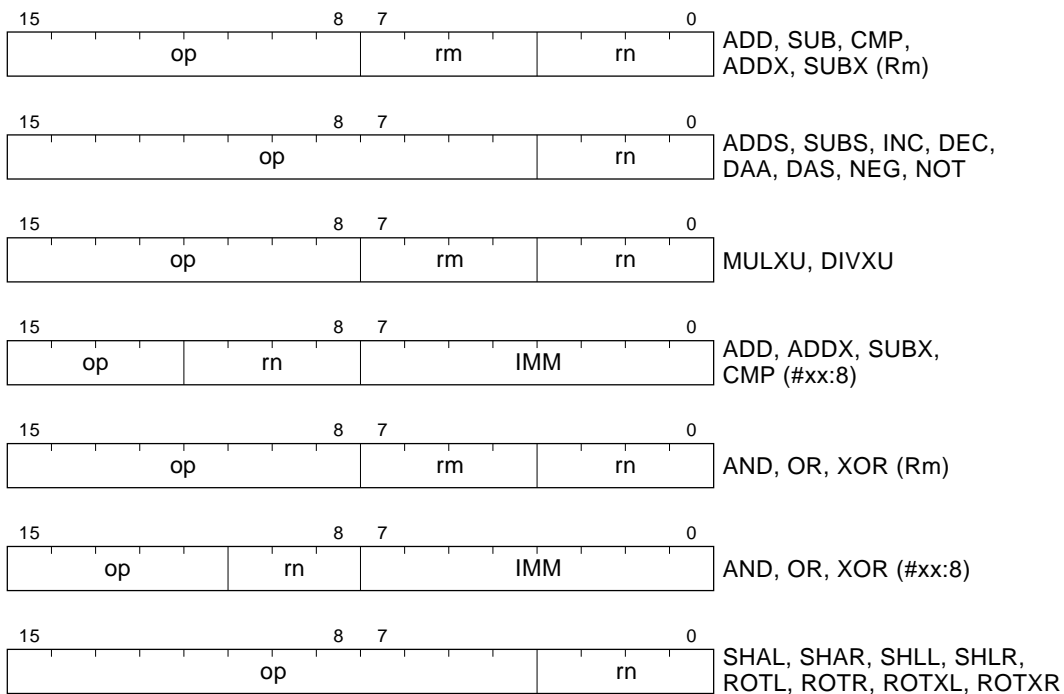 15 8 7 0
op rm rn
ADD, SUB, CMP,
ADDX, SUBX (Rm)
15 8 7 0
op rn
ADDS, SUBS, INC, DEC,
DAA, DAS, NEG, NOT
15 8 7 0
op rm rn
MULXU, DIVXU
15 8 7 0
op rn IMM
ADD, ADDX, SUBX,
CMP (#xx:8)
15 8 7 0
op rm rn
AND, OR, XOR (Rm)
15 8 7 0
op rn IMM
AND, OR, XOR (#xx:8)
15 8 7 0
op rn
SHAL, SHAR, SHLL, SHLR,
ROTL, ROTR, ROTXL, ROTXR